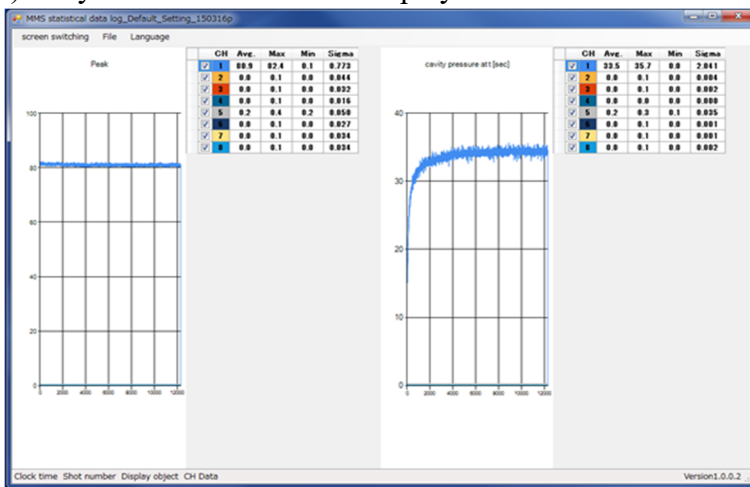 MMS statistical data log_Default_Setting_150316p
screen switching File Language
Peak
CH Avg. Max Min Sigma
1 80.9 82.4 0.1 0.773
2 0.0 0.1 0.0 0.044
3 0.0 0.1 0.0 0.032
4 0.0 0.1 0.0 0.016
5 0.2 0.4 0.2 0.050
6 0.0 0.1 0.0 0.027
7 0.0 0.1 0.0 0.034
8 0.0 0.1 0.0 0.034
100
80
60
40
20
0
0 2000 4000 6000 8000 10000 12000
cavity pressure att [sec]
CH Avg. Max Min Sigma
1 33.5 35.7 0.0 2.041
2 0.0 0.1 0.0 0.004
3 0.0 0.1 0.0 0.002
4 0.0 0.0 0.0 0.000
5 0.2 0.3 0.1 0.035
6 0.0 0.1 0.0 0.001
7 0.0 0.1 0.0 0.001
8 0.0 0.1 0.0 0.002
40
30
20
10
0
0 2000 4000 6000 8000 10000 12000
Clock time Shot number Display object CH Data
Version1.0.0.2